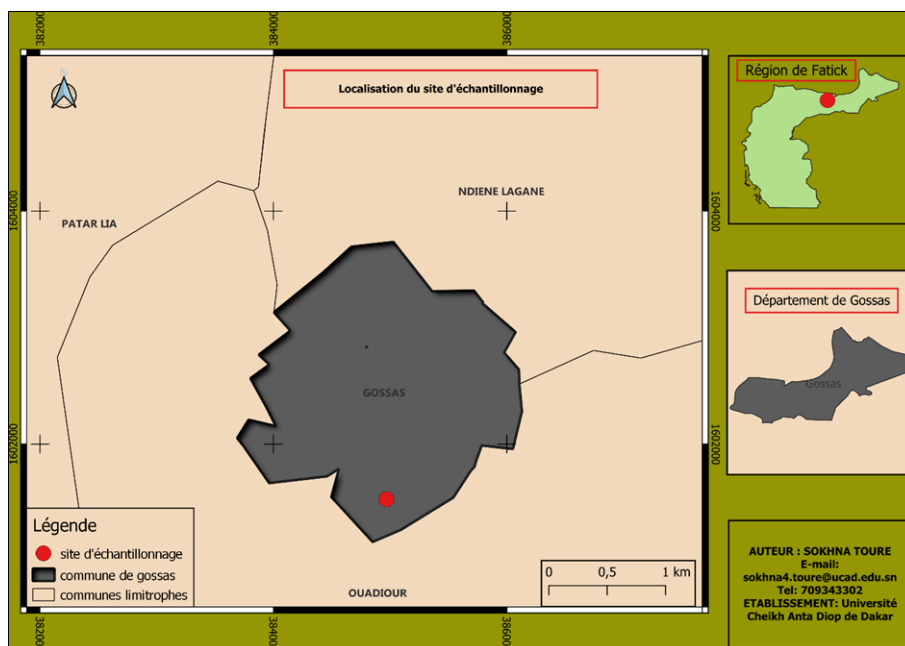 382000
384000
386000
N
Localisation du site d'échantillonnage
Région de Fatick
NDIENE LAGANE
PATAR LIA
1604000
1604000
Département de Gossas
Gossas
GOSSAS
1602000
1602000
Légende
site d'échantillonnage
commune de gossas
communes limitrophes
OUADIOUR
0 0,5 1 km
AUTEUR : SOKHNA TOURE
E-mail:
sokhna4.toure@ucad.edu.sn
Tel: 709343302
ETABLISSEMENT: Université
Cheikh Anta Diop de Dakar
382000
384000
386000